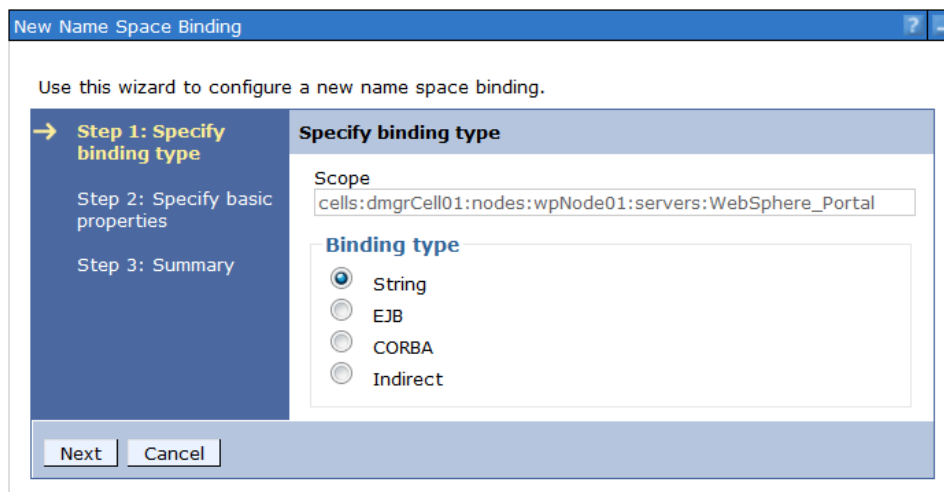 New Name Space Binding ?
Use this wizard to configure a new name space binding.
Step 1: Specify
binding type
Step 2: Specify basic
properties
Step 3: Summary
Specify binding type
Scope
cells:dmgrCell01:nodes:wpNode01:servers:WebSphere_Portal
Binding type
String
EJB
CORBA
Indirect
Next Cancel